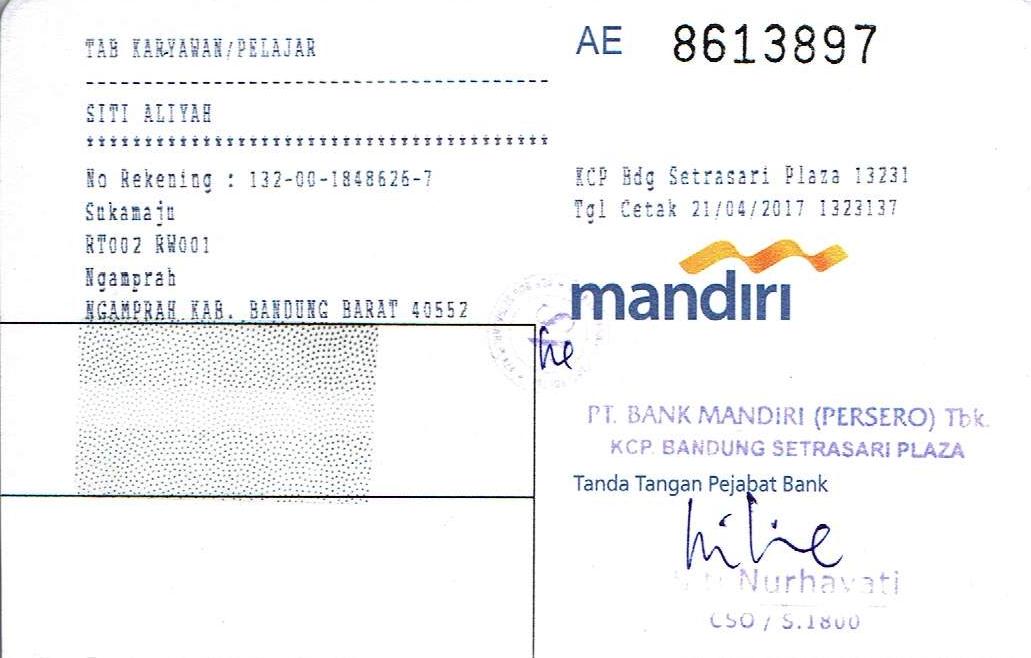 TAB KARYAWAN/PELAJAR
SITI ALIYAH
No Rekening : 132-00-1848626-7
Sukamaju
RT002 RW001
Ngamprah
NGAMPRAH KAB. BANDUNG BARAT 40552
AE 8613897
KCP Bdg Setrasari Plaza 13231
Tgl Cetak 21/04/2017 1323137
mandırı
PT. BANK MANDIRI (PERSERO) Tbk.
KCP. BANDUNG SETRASARI PLAZA
Tanda Tangan Pejabat Bank
Nurhayati
CSO / S.1800